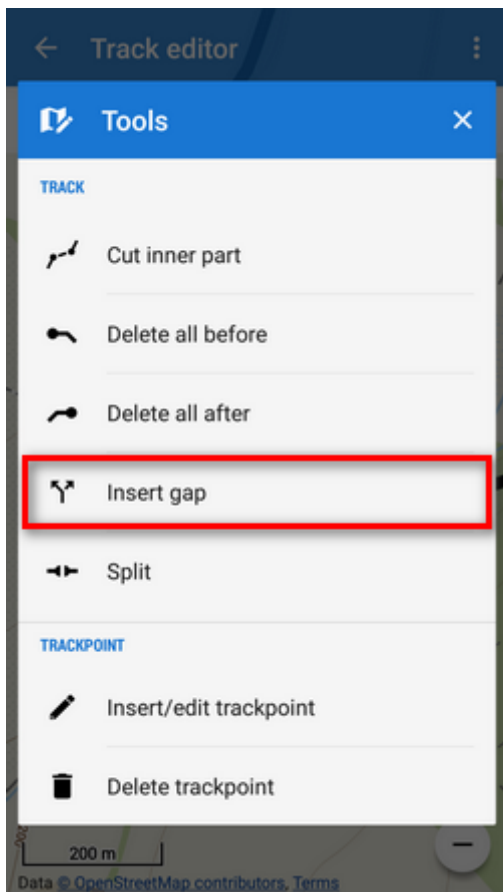 Track editor
Tools
TRACK
Cut inner part
Delete all before
Delete all after
Insert gap
Split
TRACKPOINT
Insert/edit trackpoint
Delete trackpoint
200
200 m
Data © OpenStreetMap contributors, Terms